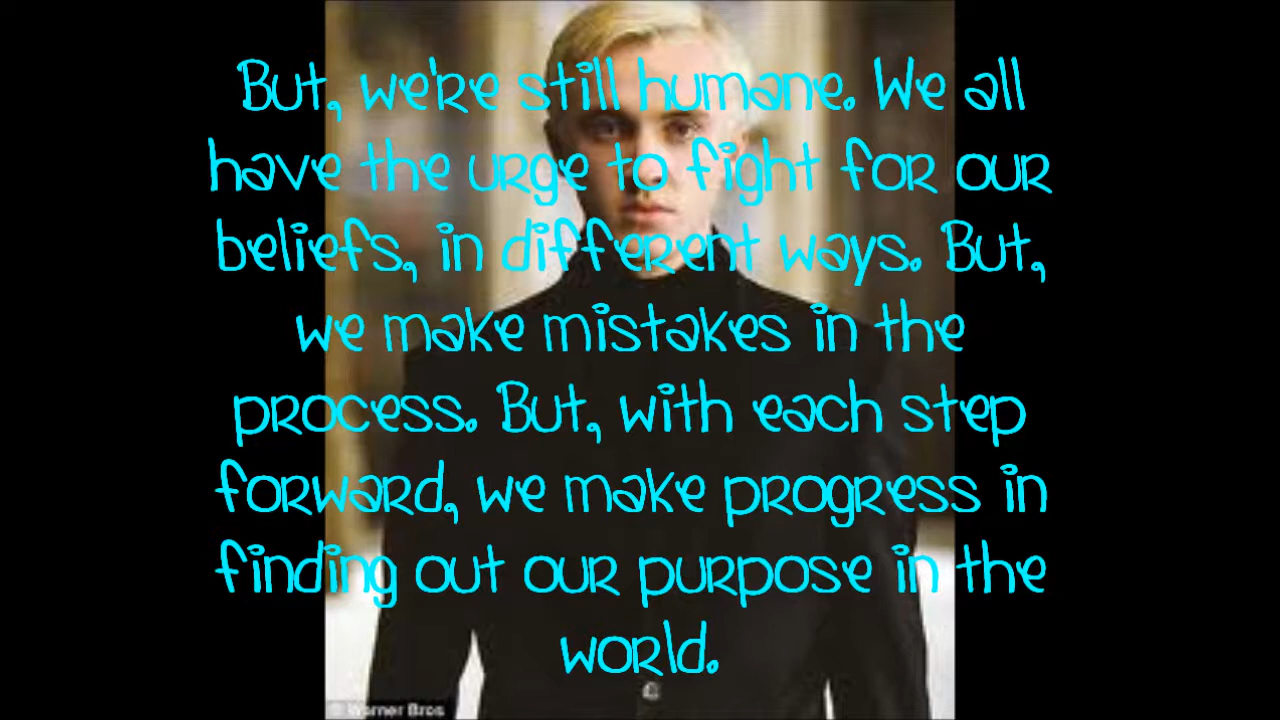 But, we're still humane. We all
have the urge to fight for our
beliefs, in different ways. But,
we make mistakes in the
process. But, with each step
forward, we make progress in
finding out our purpose in the
world.
© Warner Bros